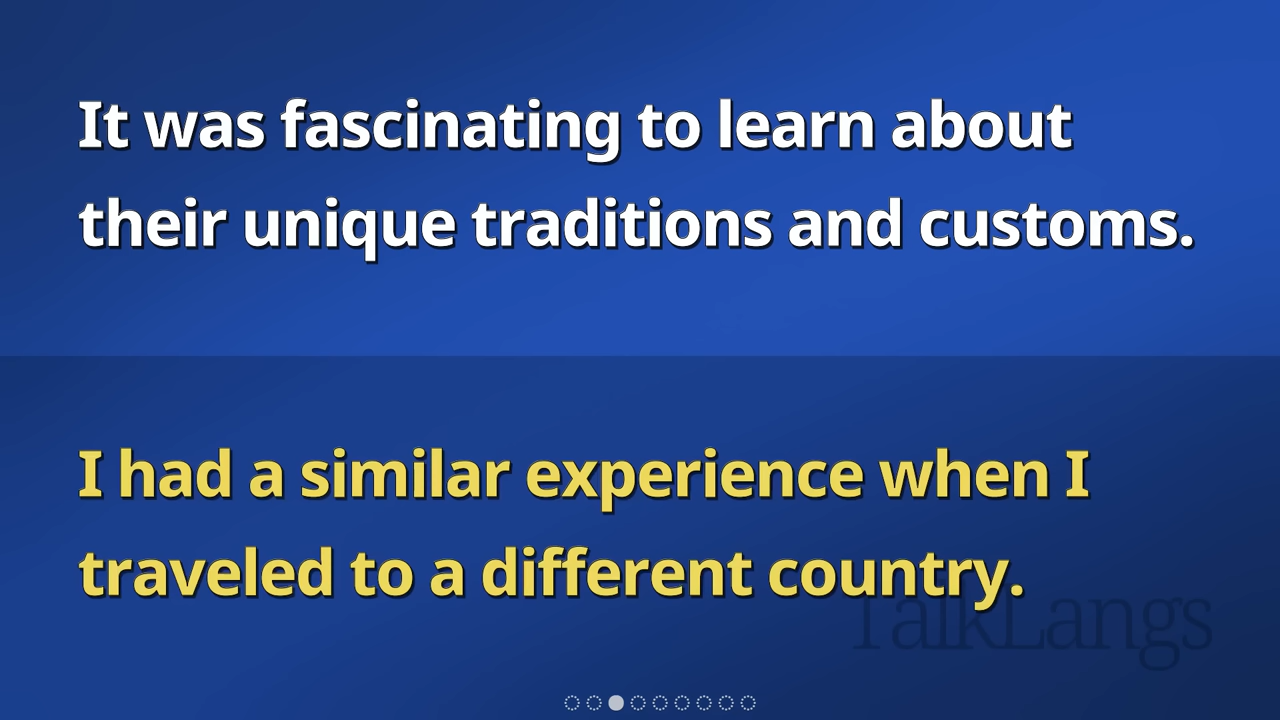 It was fascinating to learn about
their unique traditions and customs.
I had a similar experience when I
traveled to a different country.
TalkLangs